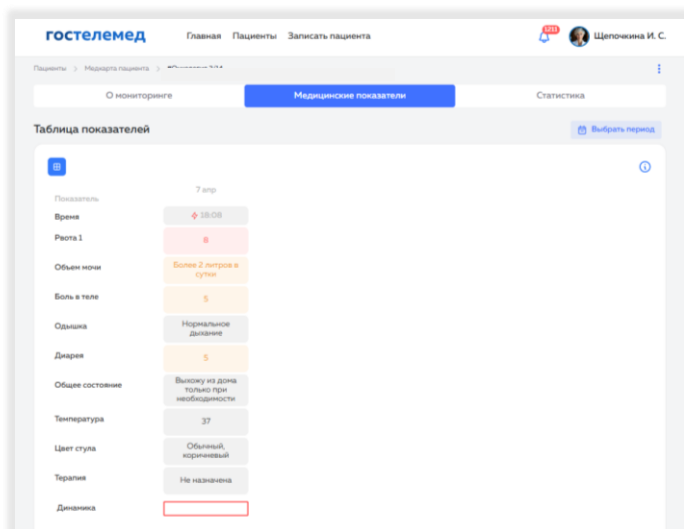 гостелемед Главная Пациенты Записать пациента 1211 Щепочкина И. С.
Пациенты > Медкарта пациента >
О мониторинге Медицинские показатели Статистика
Таблица показателей Выбрать период
7 апр
Показатель
Время 18:08
Рвота 1 8
Объем мочи Более 2 литров в
сутки
Боль в теле 5
Одышка Нормальное
дыхание
Диарея 5
Общее состояние Выхожу из дома
только при
необходимости
Температура 37
Цвет стула Обычный,
коричневый
Терапия Не назначена
Динамика